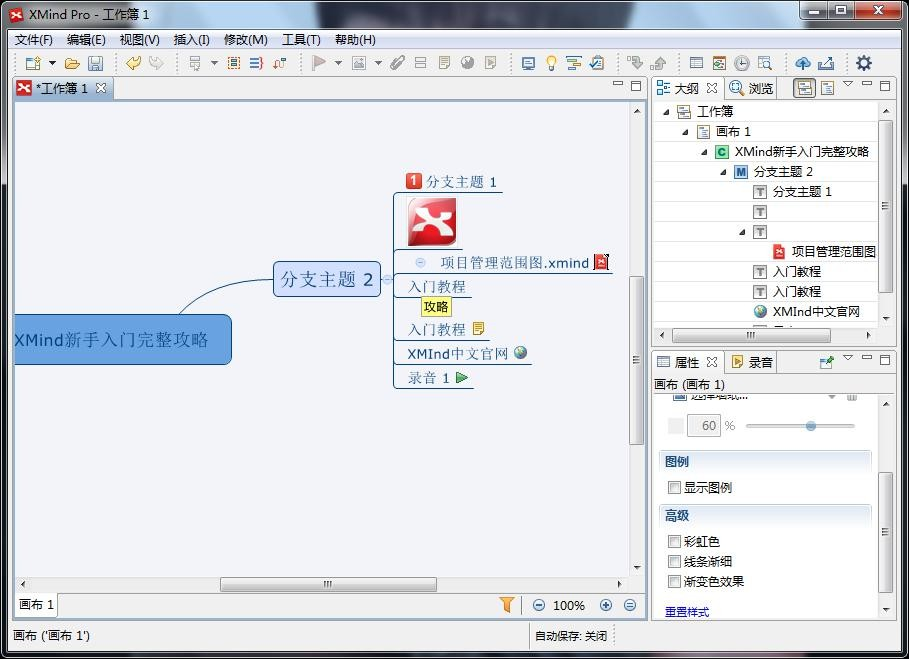 XMind Pro - 工作簿 1
文件(F) 编辑(E) 视图(V) 插入(I) 修改(M) 工具(T) 帮助(H)
*工作簿 1
1 分支主题 1
项目管理范围图.xmind
分支主题 2
入门教程
攻略
入门教程
XMInd中文官网
录音 1
XMind新手入门完整攻略
画布 1
100%
大纲
浏览
工作簿
画布 1
C XMind新手入门完整攻略
M 分支主题 2
T 分支主题 1
T
T
项目管理范围图
T 入门教程
T 入门教程
XMInd中文官网
属性
录音
画布 (画布 1)
60 %
图例
显示图例
高级
彩虹色
线条渐细
渐变色效果
重置样式
画布 ('画布 1')
自动保存: 关闭